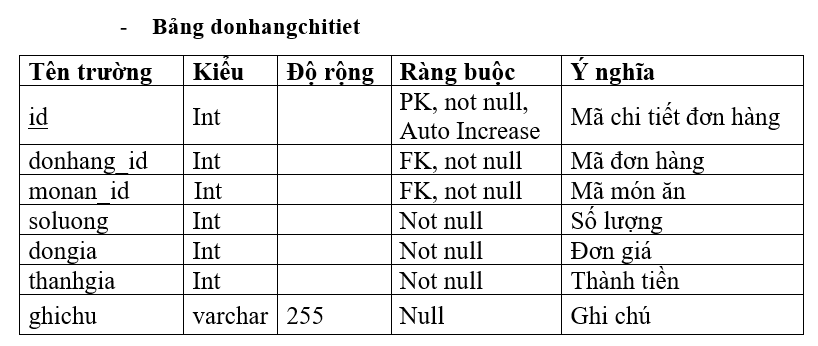 - Bảng donhangchitiet
Tên trường Kiểu Độ rộng Ràng buộc Ý nghĩa
id Int PK, not null, Auto Increase Mã chi tiết đơn hàng
donhang_id Int FK, not null Mã đơn hàng
monan_id Int FK, not null Mã món ăn
soluong Int Not null Số lượng
dongia Int Not null Đơn giá
thanhgia Int Not null Thành tiền
ghichu varchar 255 Null Ghi chú